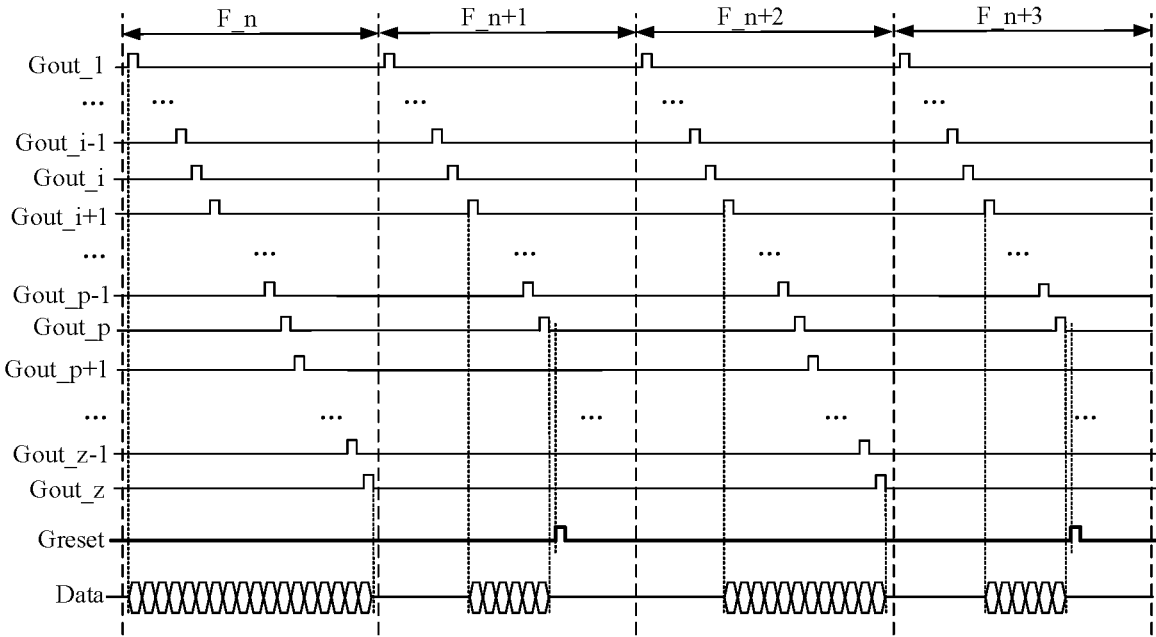 F_n F_n+1 F_n+2 F_n+3
Gout_1
... ... ... ... ...
Gout_i-1
Gout_i
Gout_i+1
... ... ... ... ...
Gout_p-1
Gout_p
Gout_p+1
... ... ... ... ...
Gout_z-1
Gout_z
Greset
Data